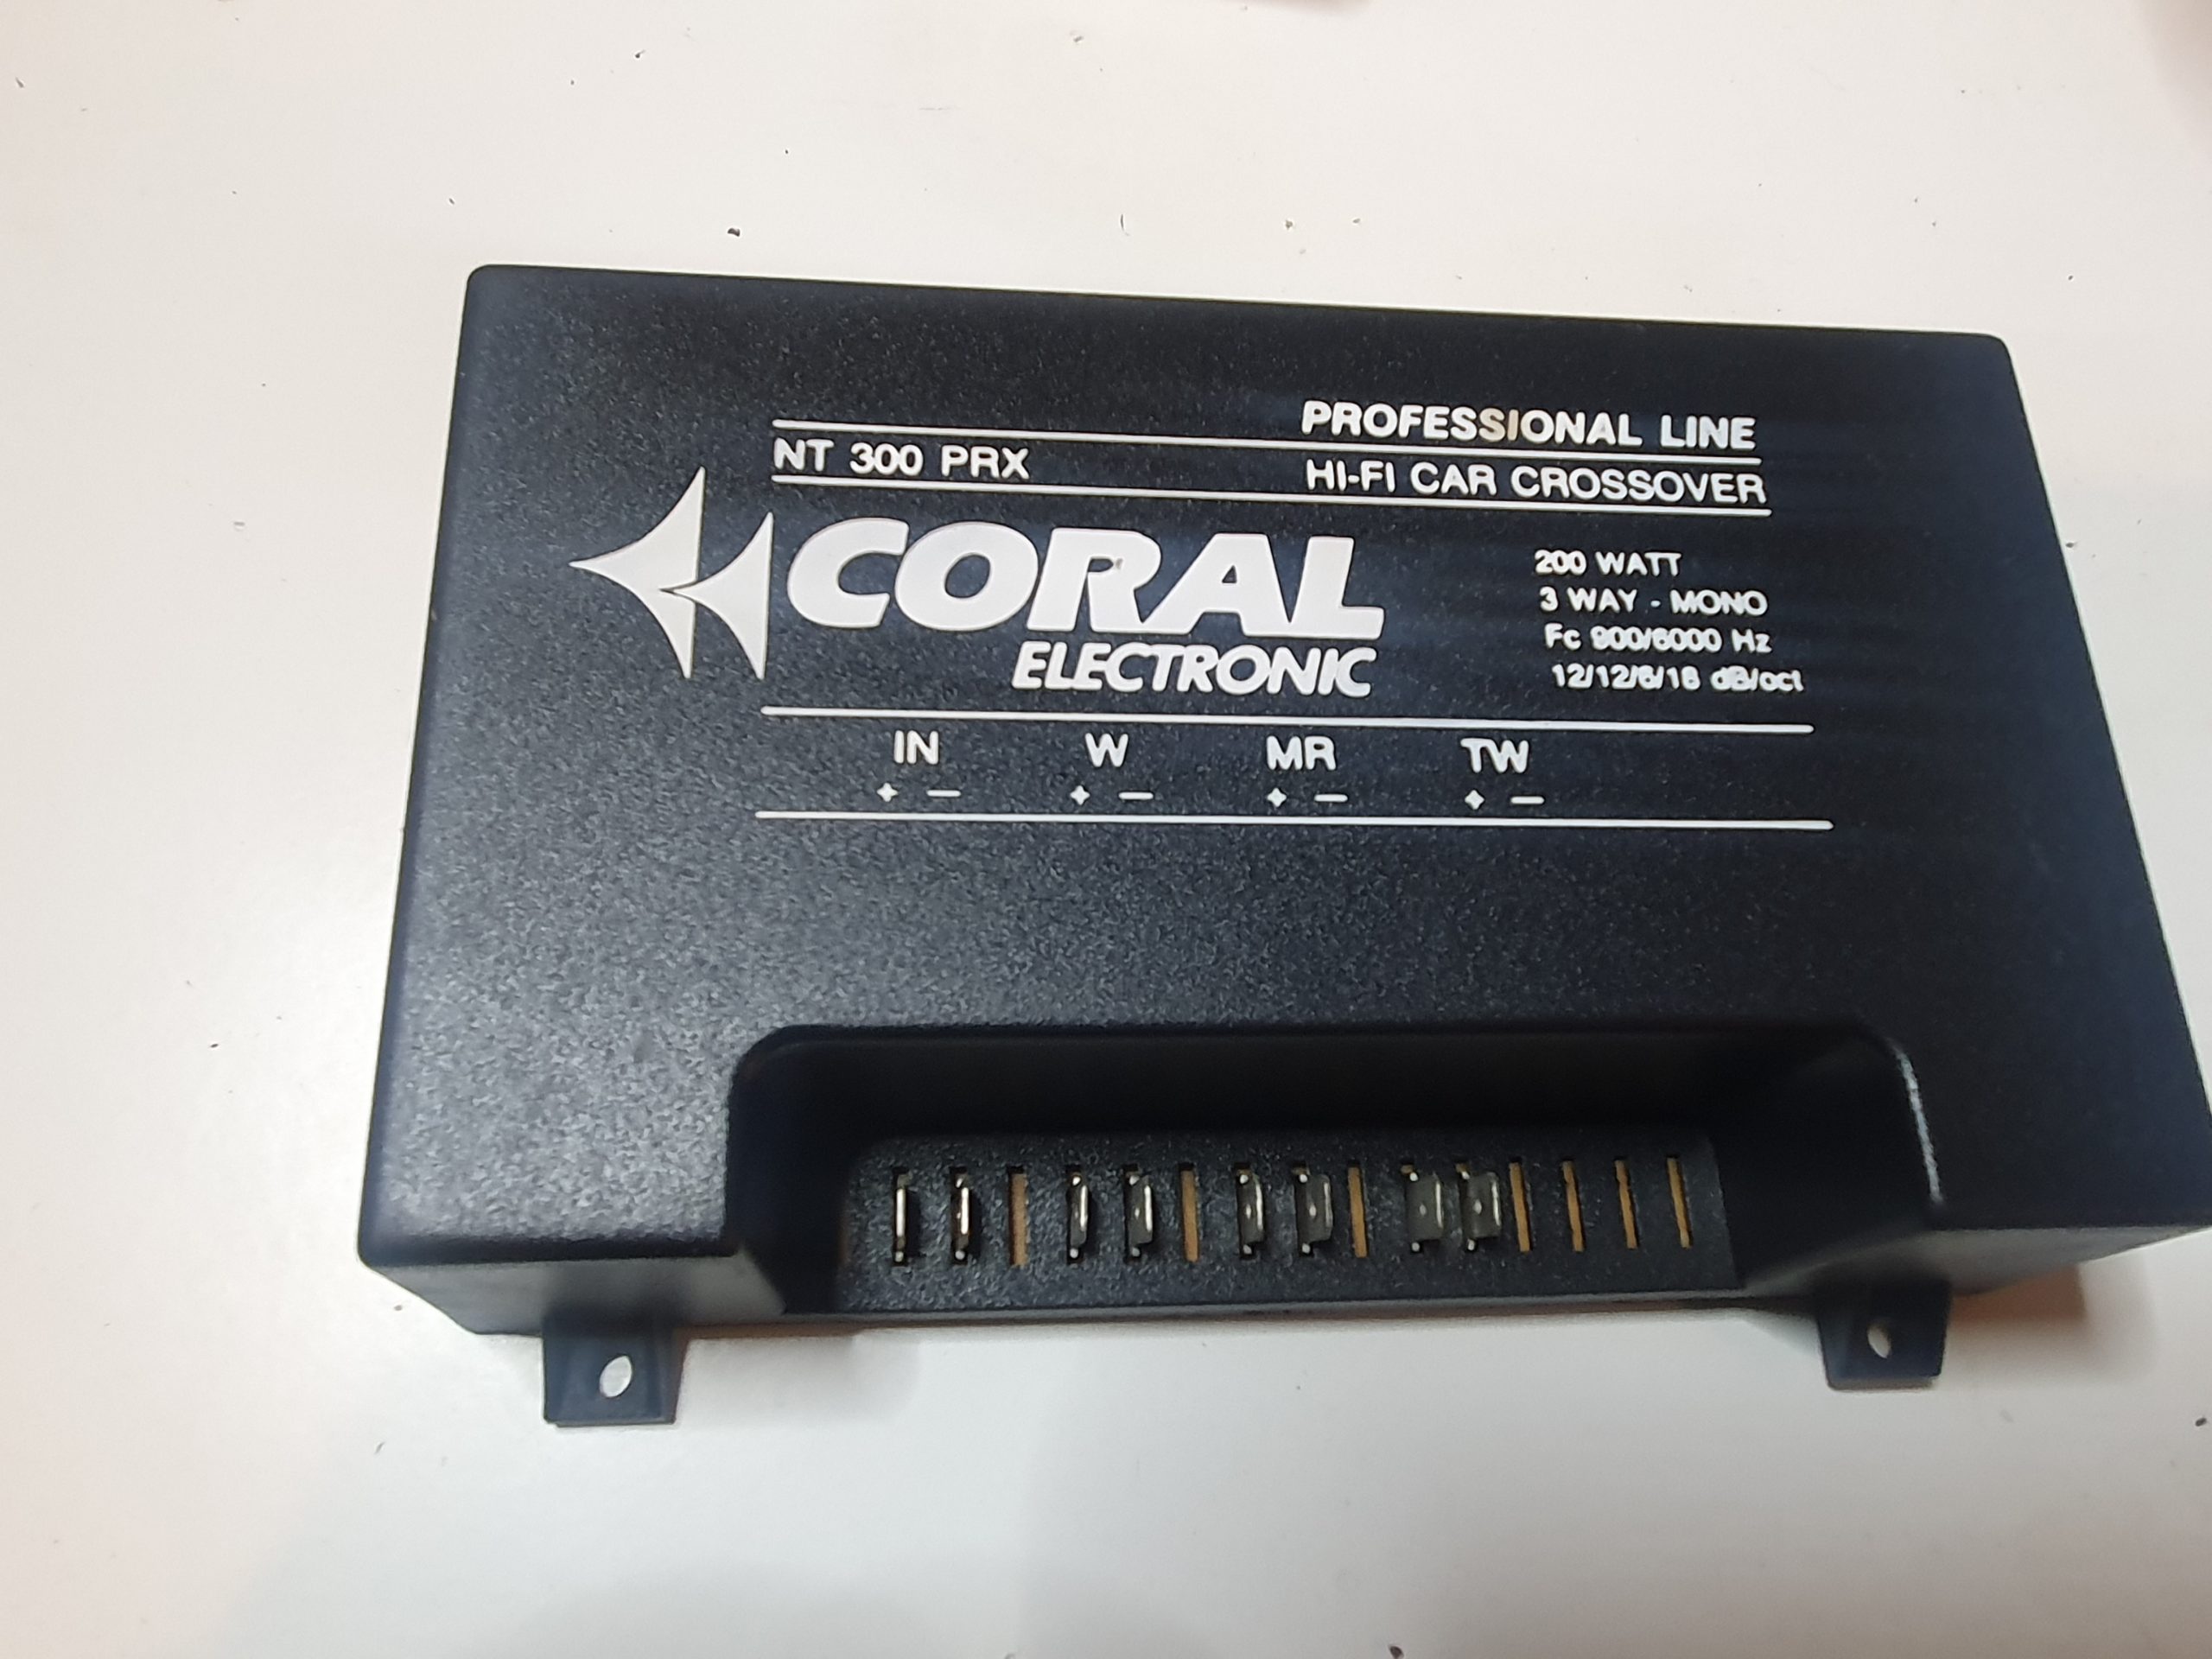 PROFESSIONAL LINE
NT 300 PRX HI-FI CAR CROSSOVER
CORAL
ELECTRONIC
200 WATT
3 WAY - MONO
Fc 900/6000 Hz
12/12/6/18 dB/oct
IN W MR TW
+ − + − + − + −